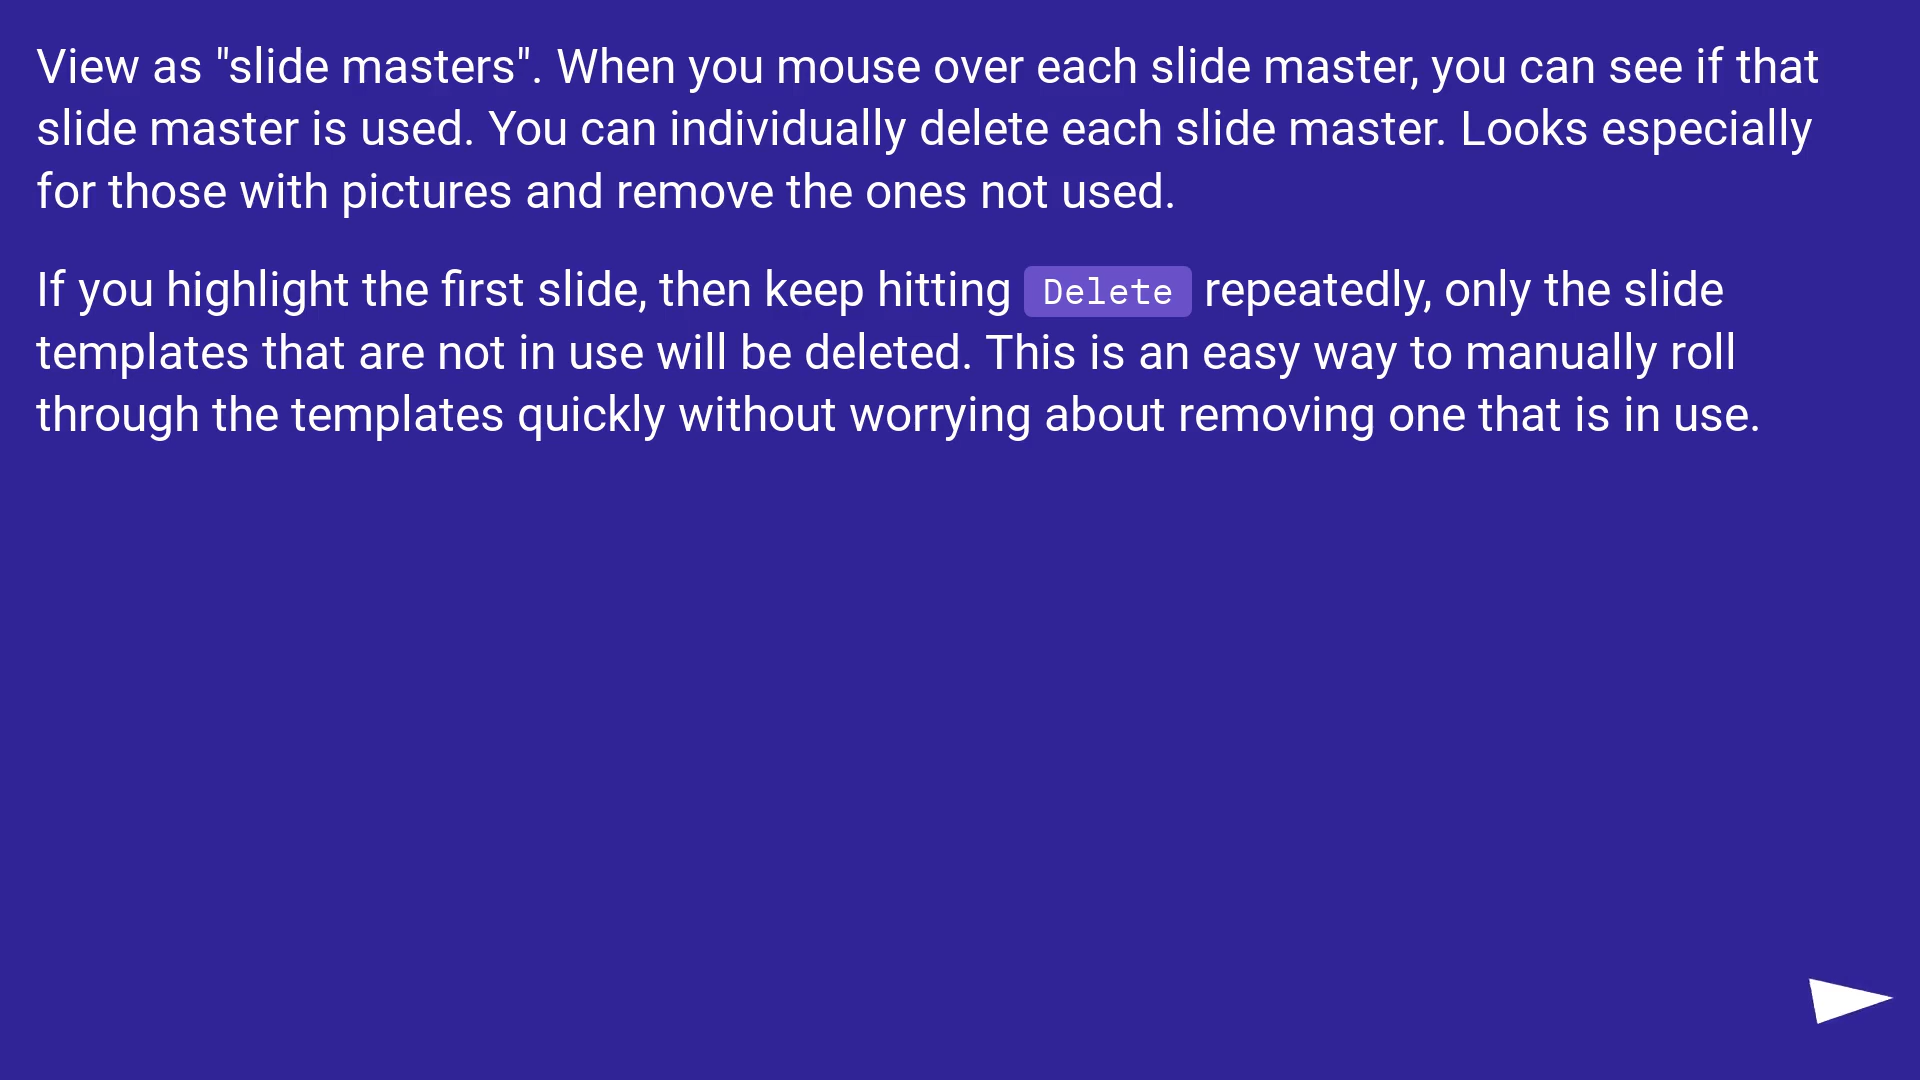 View as "slide masters". When you mouse over each slide master, you can see if that
slide master is used. You can individually delete each slide master. Looks especially
for those with pictures and remove the ones not used.
If you highlight the first slide, then keep hitting Delete repeatedly, only the slide
templates that are not in use will be deleted. This is an easy way to manually roll
through the templates quickly without worrying about removing one that is in use.